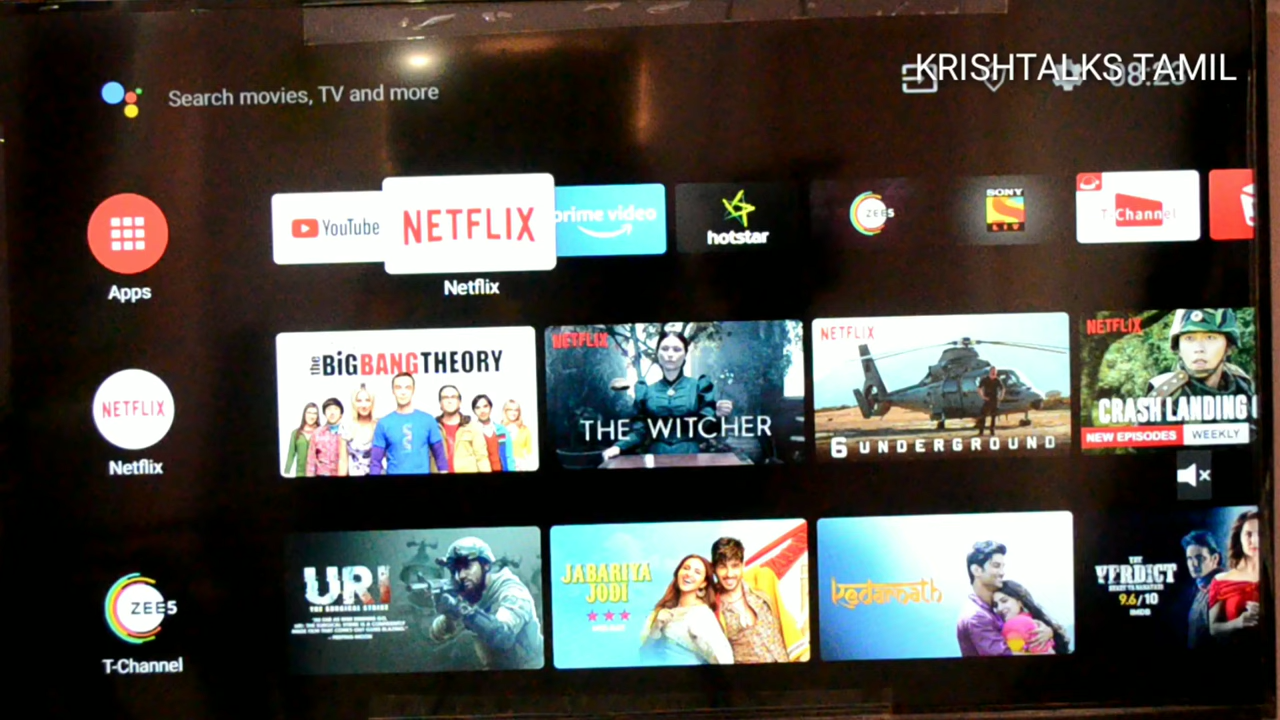 KRISHTALKS TAMIL
Search movies, TV and more
YouTube
NETFLIX
prime video
hotstar
ZEE5
SONY
LIV
T-Channel
Apps
Netflix
the BiG BANG THEORY
NETFLIX
THE WITCHER
NETFLIX
6 UNDERGROUND
NETFLIX
CRASH LANDING
NEW EPISODES WEEKLY
NETFLIX
Netflix
URI
THE SURGICAL STRIKE
JABARIYA
JODI
kedarnath
THE
VERDICT
9.6/10
IMDB
ZEE5
T-Channel